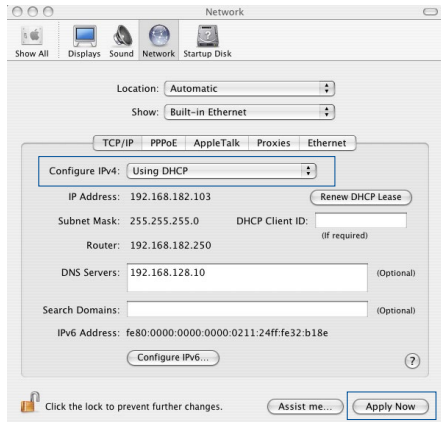 Network
Show All Displays Sound Network Startup Disk
Location: Automatic
Show: Built-in Ethernet
TCP/IP PPPoE AppleTalk Proxies Ethernet
Configure IPv4: Using DHCP
IP Address: 192.168.182.103 Renew DHCP Lease
Subnet Mask: 255.255.255.0 DHCP Client ID:
(If required)
Router: 192.168.182.250
DNS Servers: 192.168.128.10 (Optional)
Search Domains: (Optional)
IPv6 Address: fe80:0000:0000:0000:0211:24ff:fe32:b18e
Configure IPv6... ?
Click the lock to prevent further changes. Assist me... Apply Now